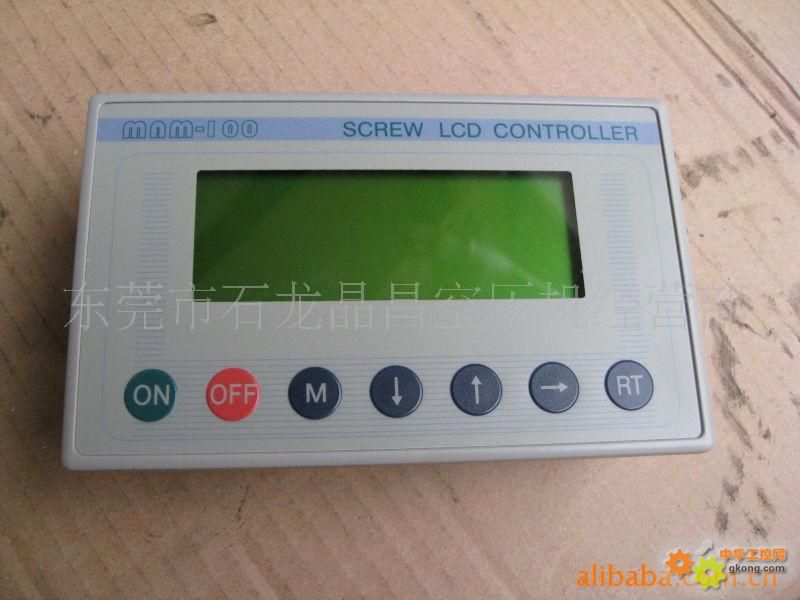 MAM-100 SCREW LCD CONTROLLER
东莞市石龙晶昌空压机经营部
ON OFF M ↓ ↑ → RT
中华工控网
gkong.com
alibaba.com.cn